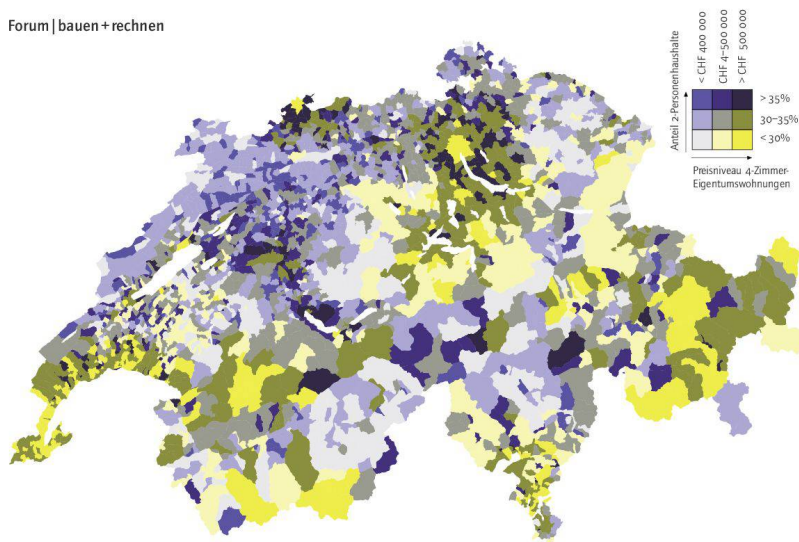 Forum | bauen + rechnen
Anteil 2-Personenhaushalte
< CHF 400 000
CHF 4–500 000
> CHF 500 000
> 35%
30–35%
< 30%
Preisniveau 4-Zimmer-
Eigentumswohnungen